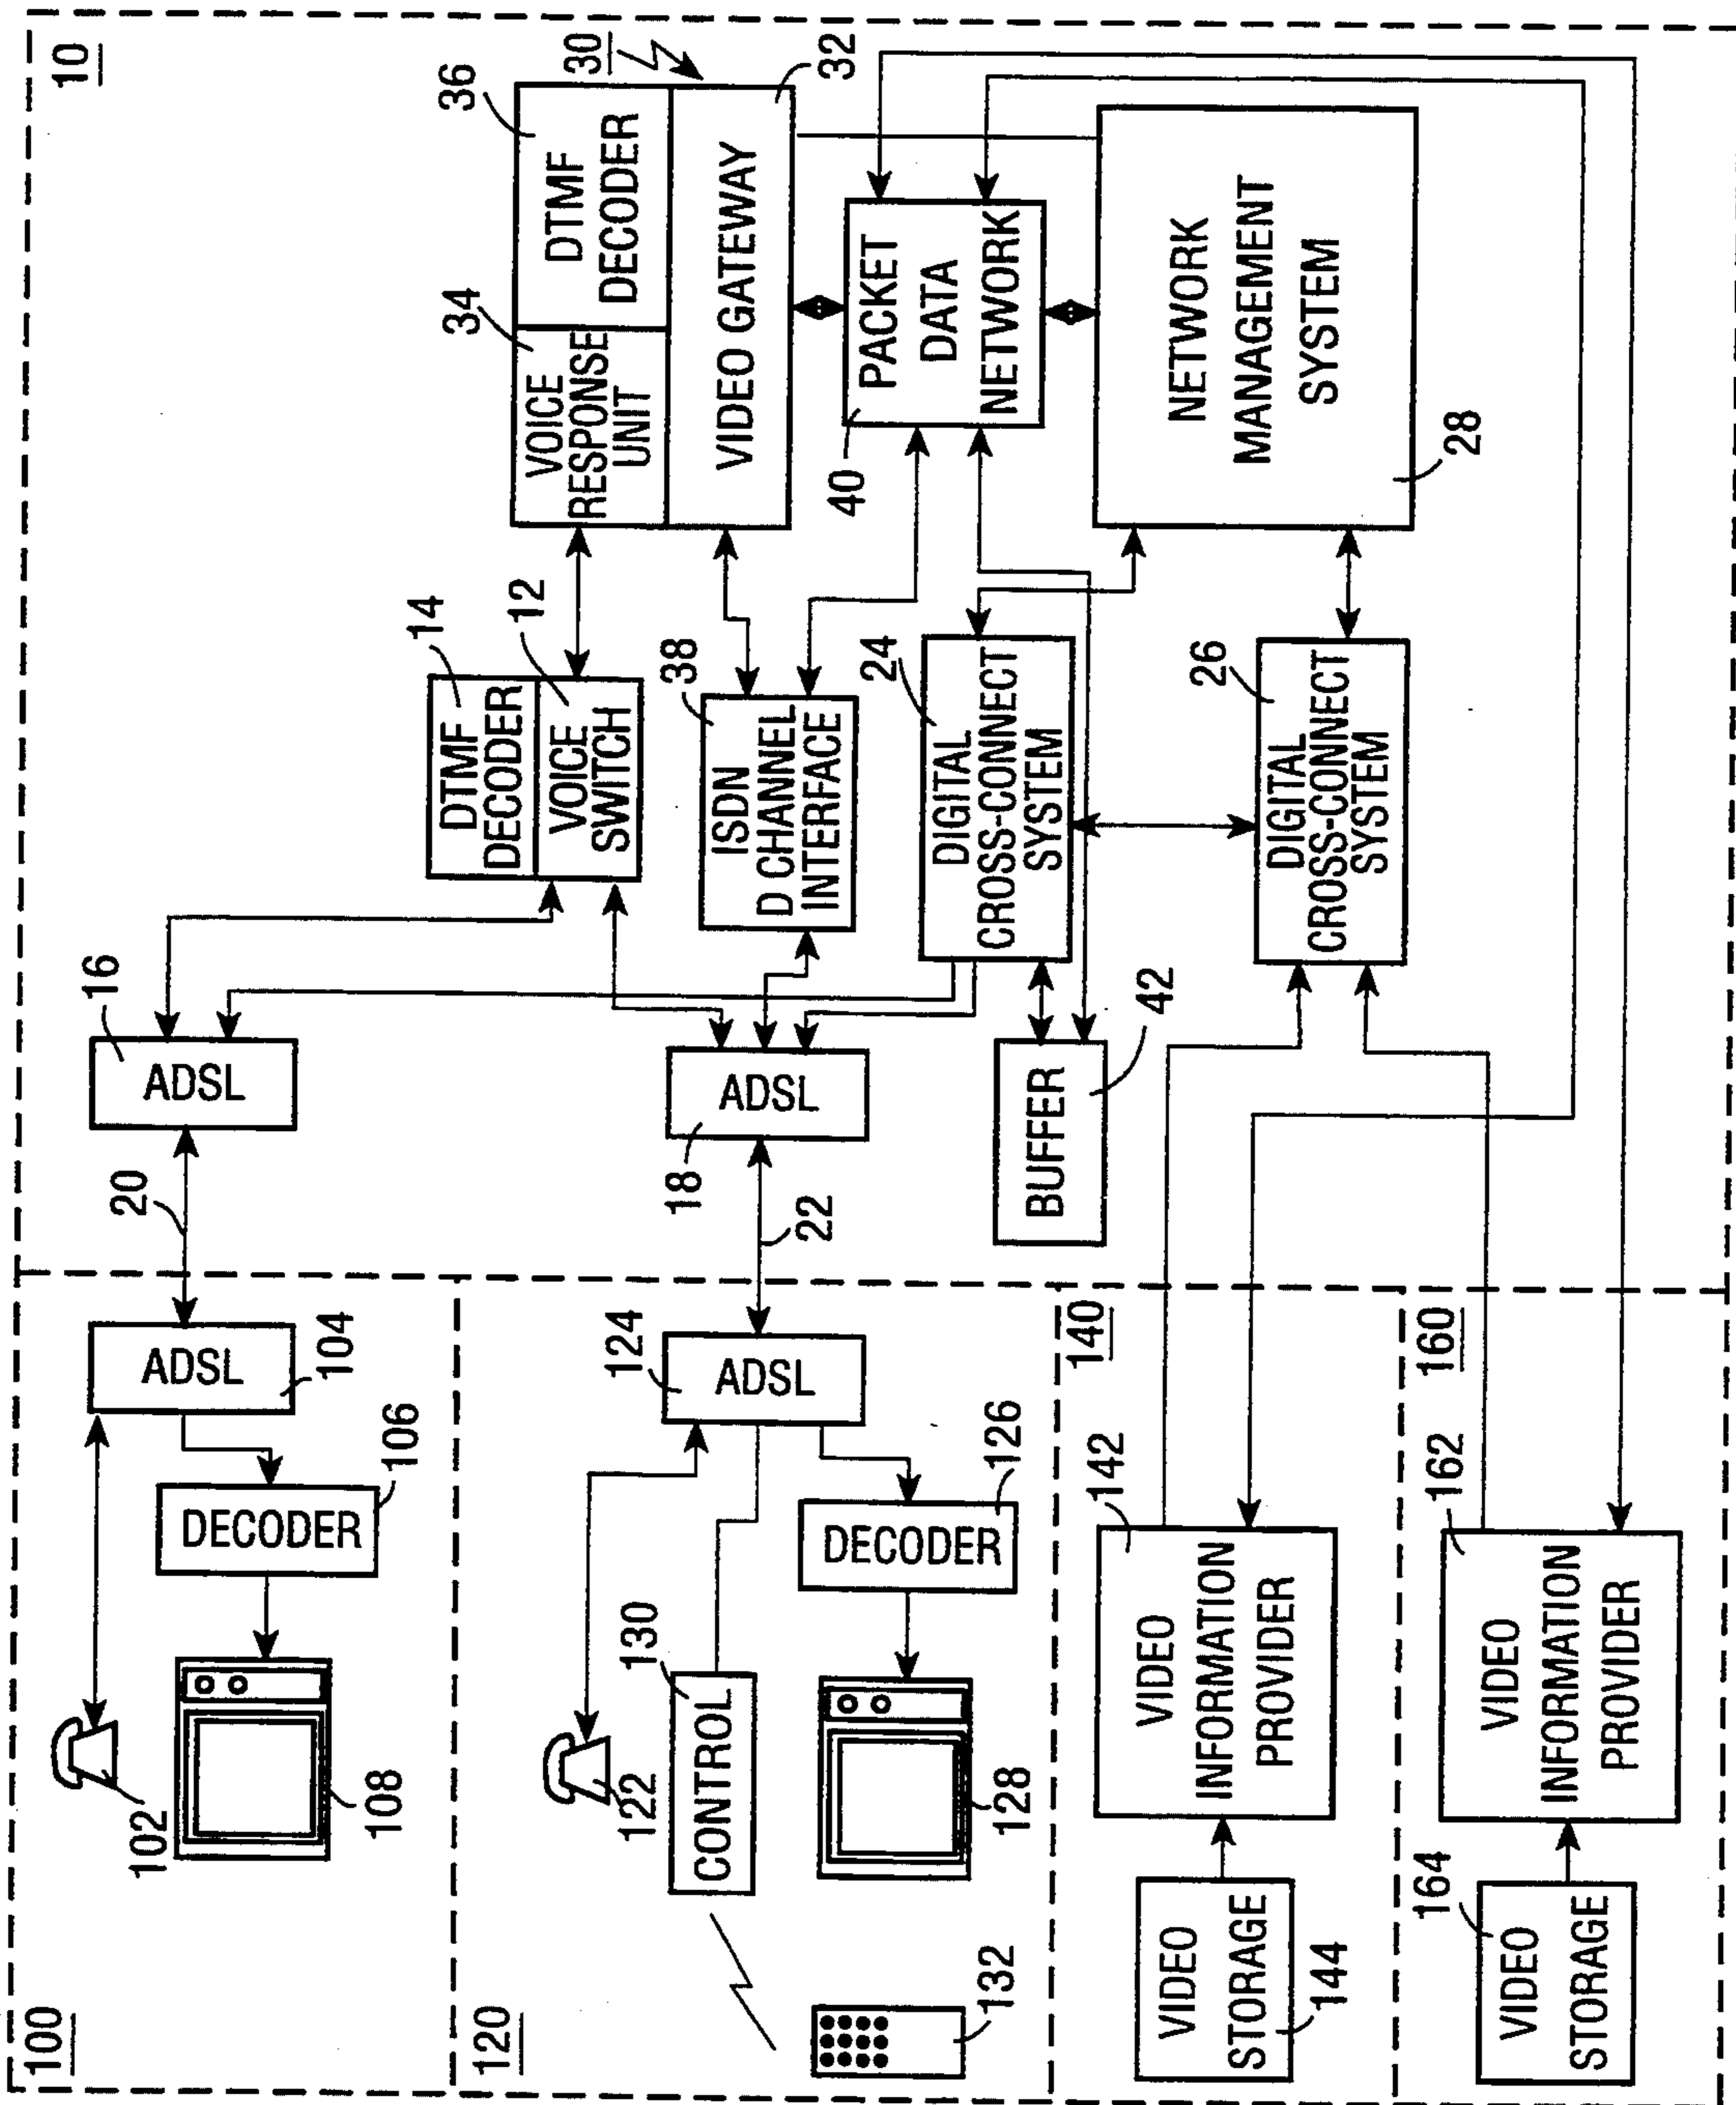 100
102
108
DECODER
106
ADSL
104
20
ADSL
16
10
120
122
CONTROL
130
132
128
DECODER
126
ADSL
124
22
ADSL
18
DTMF
DECODER
14
VOICE
SWITCH
12
ISDN
D CHANNEL
INTERFACE
38
VOICE
RESPONSE
UNIT
34
DTMF
DECODER
36
VIDEO GATEWAY
30
32
PACKET
DATA
NETWORK
40
DIGITAL
CROSS-CONNECT
SYSTEM
24
BUFFER
42
DIGITAL
CROSS-CONNECT
SYSTEM
26
NETWORK
MANAGEMENT
SYSTEM
28
140
VIDEO
STORAGE
144
VIDEO
INFORMATION
PROVIDER
142
160
VIDEO
STORAGE
164
VIDEO
INFORMATION
PROVIDER
162